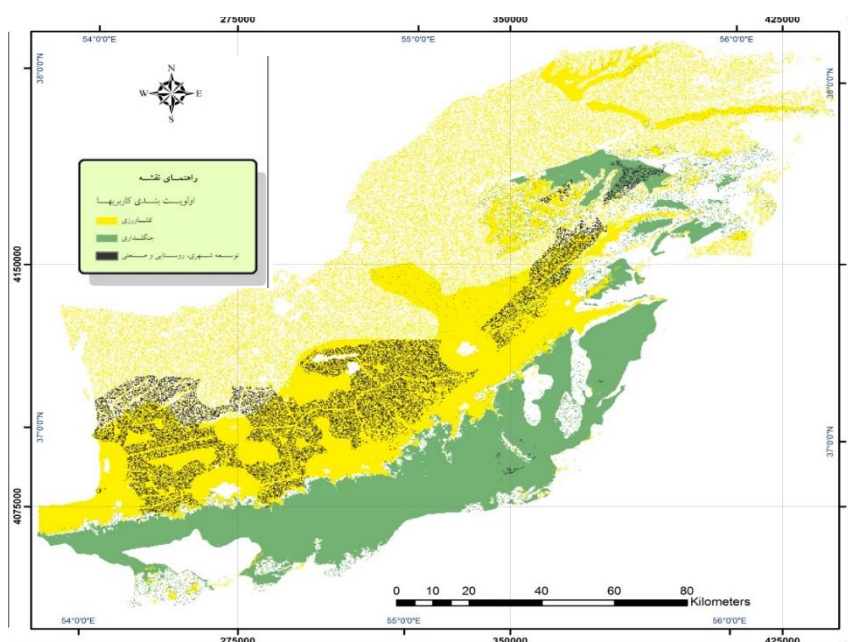 275000 350000 425000
54°0'0"E 55°0'0"E 56°0'0"E
38°0'0"N 38°0'0"N
N
W E
S
راهنمای نقشه
اولویت بندی کاربریها
کشاورزی
جنگلداری
توسعه شهری، روستایی و صنعتی
4150000 4150000
37°0'0"N 37°0'0"N
4075000 4075000
0 10 20 40 60 80
Kilometers
54°0'0"E 55°0'0"E 56°0'0"E
275000 350000 425000